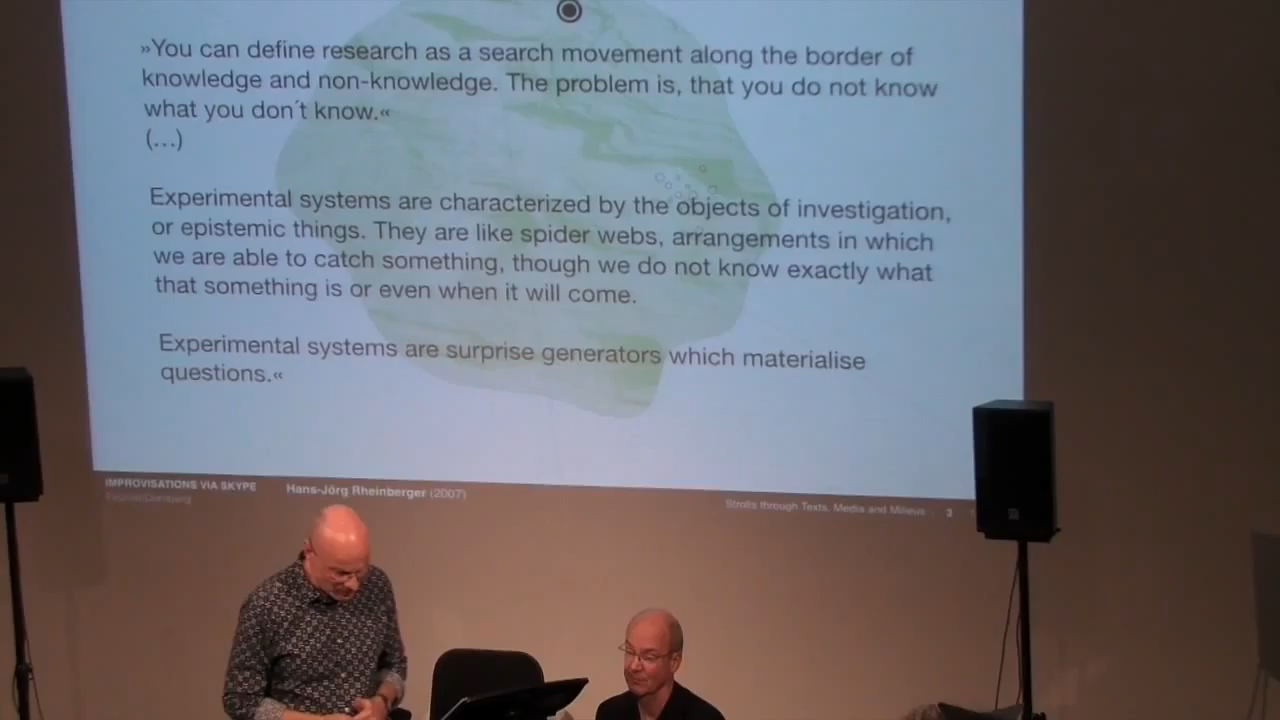 »You can define research as a search movement along the border of
knowledge and non-knowledge. The problem is, that you do not know
what you don´t know.«
(...)
Experimental systems are characterized by the objects of investigation,
or epistemic things. They are like spider webs, arrangements in which
we are able to catch something, though we do not know exactly what
that something is or even when it will come.
Experimental systems are surprise generators which materialise
questions.«
IMPROVISATIONS VIA SKYPE
Hans-Jörg Rheinberger (2007)
Strolls through Texts, Media and Milieus
3